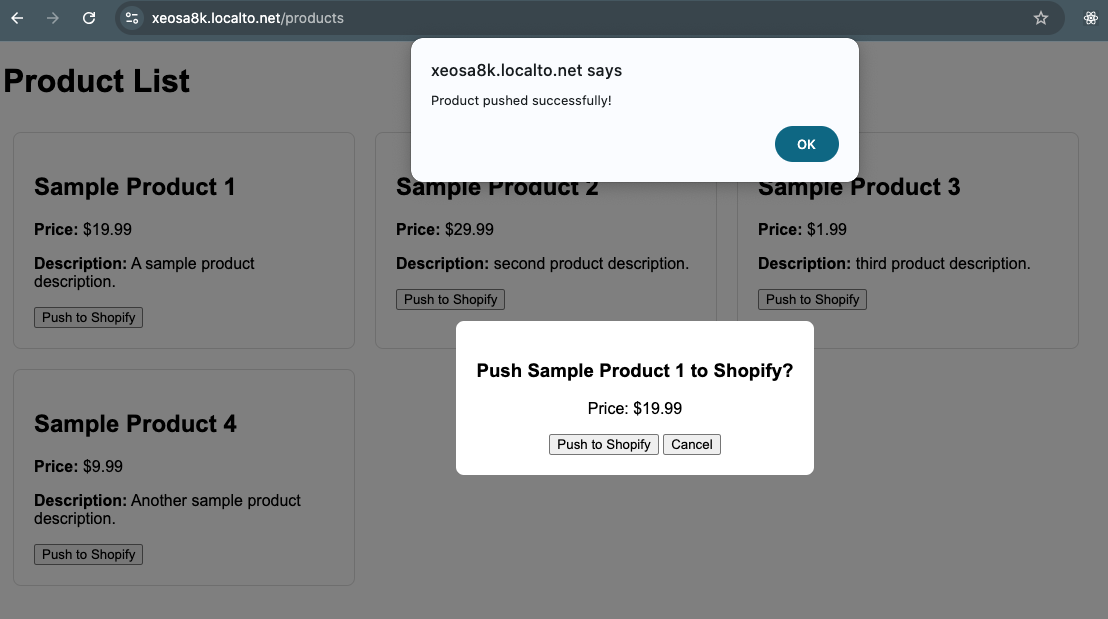 xeosa8k.localto.net/products
xeosa8k.localto.net says
Product pushed successfully!
OK
Product List
Sample Product 1
Price: $19.99
Description: A sample product
description.
Push to Shopify
Sample Product 2
Price: $29.99
Description: second product description.
Push to Shopify
Sample Product 3
Price: $1.99
Description: third product description.
Push to Shopify
Push Sample Product 1 to Shopify?
Price: $19.99
Push to Shopify Cancel
Sample Product 4
Price: $9.99
Description: Another sample product
description.
Push to Shopify